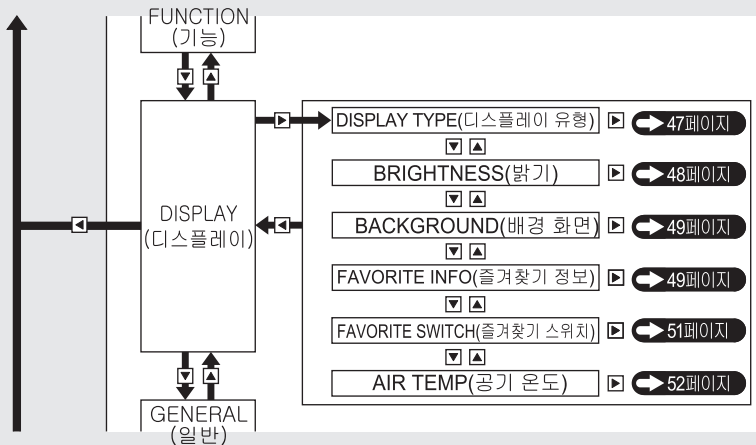 FUNCTION
(기능)
DISPLAY
(디스플레이)
DISPLAY TYPE(디스플레이 유형)
47페이지
BRIGHTNESS(밝기)
48페이지
BACKGROUND(배경 화면)
49페이지
FAVORITE INFO(즐겨찾기 정보)
49페이지
FAVORITE SWITCH(즐겨찾기 스위치)
51페이지
AIR TEMP(공기 온도)
52페이지
GENERAL
(일반)